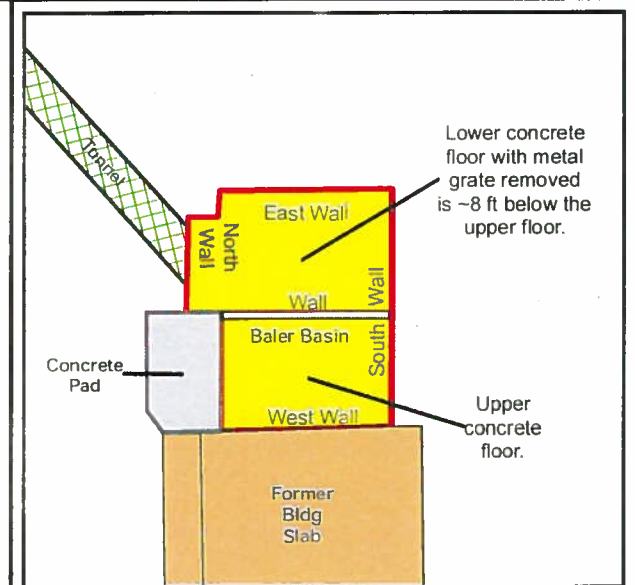 Tunnel
Lower concrete
floor with metal
grate removed
is ~8 ft below the
upper floor.
East Wall
North
Wall
Wall
South Wall
Baler Basin
Concrete
Pad
West Wall
Upper
concrete
floor.
Former
Bldg
Slab